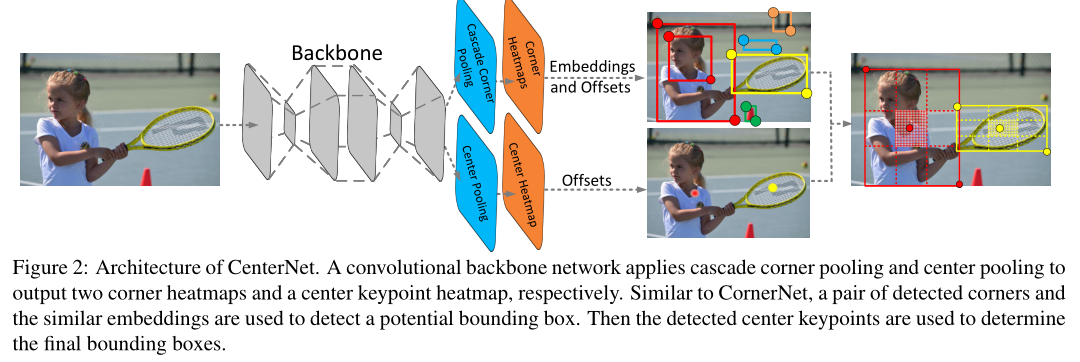 Backbone
Cascade Corner
Pooling
Corner
Heatmaps
Embeddings
and Offsets
Center Pooling
Center Heatmap
Offsets
Figure 2: Architecture of CenterNet. A convolutional backbone network applies cascade corner pooling and center pooling to
output two corner heatmaps and a center keypoint heatmap, respectively. Similar to CornerNet, a pair of detected corners and
the similar embeddings are used to detect a potential bounding box. Then the detected center keypoints are used to determine
the final bounding boxes.